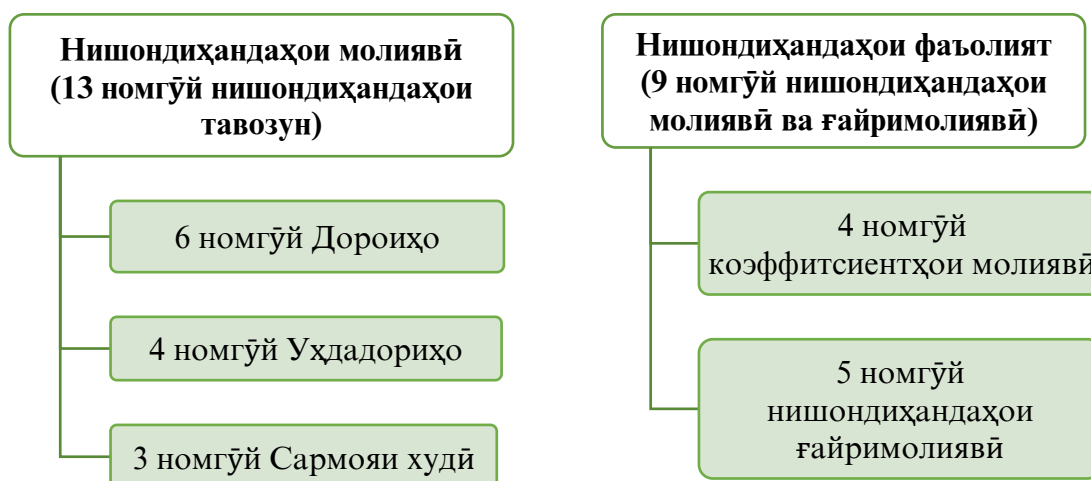 Нишондиҳандаҳои молиявӣ
(13 номгӯй нишондиҳандаҳои
тавозун)
6 номгӯй Дороиҳо
4 номгӯй Уҳдадориҳо
3 номгӯй Сармояи худӣ
Нишондиҳандаҳои фаъолият
(9 номгӯй нишондиҳандаҳои
молиявӣ ва ғайримолиявӣ)
4 номгӯй
коэффитсиентҳои молиявӣ
5 номгӯй
нишондиҳандаҳои
ғайримолиявӣ